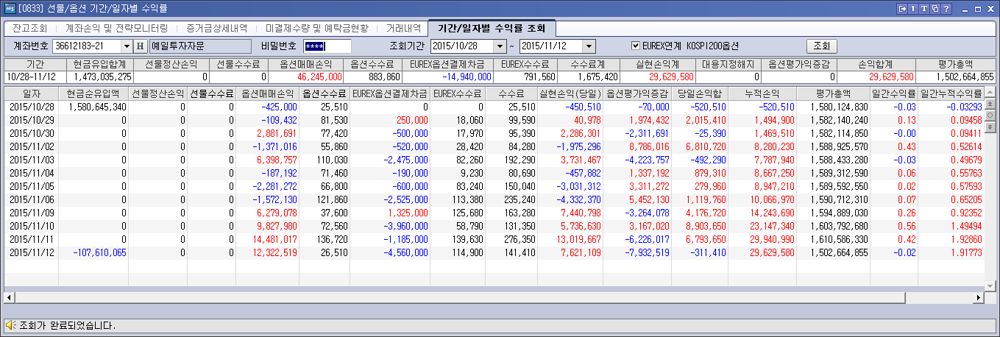 [0833] 선물/옵션 기간/일자별 수익률
잔고조회 계좌손익 및 전략모니터링 증거금상세내역 미결제수량 및 예탁금현황 거래내역 기간/일자별 수익률 조회
계좌번호 36612183-21 H 예일투자자문 비밀번호 **** 조회기간 2015/10/28 ~ 2015/11/12 EUREX연계 KOSPI200옵션 조회
기간 현금유입합계 선물정산손익 선물수수료 옵션매매손익 옵션수수료 EUREX옵션결제차금 EUREX수수료 수수료계 실현손익계 대용지정해지 옵션평가익증감 손익합계 평가총액
10/28~11/12 1,473,035,275 0 0 46,245,000 883,860 -14,940,000 791,560 1,675,420 29,629,580 0 0 29,629,580 1,502,664,855
일자 현금순유입액 선물정산손익 선물수수료 옵션매매손익 옵션수수료 EUREX옵션결제차금 EUREX수수료 수수료 실현손익(당일) 옵션평가익증감 당일손익합 누적손익 평가총액 일간수익률 일간누적수익률
2015/10/28 1,580,645,340 0 0 -425,000 25,510 0 0 25,510 -450,510 -70,000 -520,510 -520,510 1,580,124,830 -0.03 -0.03293
2015/10/29 0 0 0 -109,432 81,530 250,000 18,060 99,590 40,978 1,974,432 2,015,410 1,494,900 1,582,140,240 0.13 0.09458
2015/10/30 0 0 0 2,881,691 77,420 -500,000 17,970 95,390 2,286,301 -2,311,691 -25,390 1,469,510 1,582,114,850 -0.00 0.09411
2015/11/02 0 0 0 -1,371,016 55,860 -520,000 28,420 84,280 -1,975,296 8,786,016 6,810,720 8,280,230 1,588,925,570 0.43 0.52614
2015/11/03 0 0 0 6,398,757 110,030 -2,475,000 82,260 192,290 3,731,467 -4,223,757 -492,290 7,787,940 1,588,433,280 -0.03 0.49679
2015/11/04 0 0 0 -187,192 71,460 -190,000 9,230 80,690 -457,882 1,337,192 879,310 8,667,250 1,589,312,590 0.06 0.55763
2015/11/05 0 0 0 -2,281,272 66,800 -600,000 83,240 150,040 -3,031,312 3,311,272 279,960 8,947,210 1,589,592,550 0.02 0.57593
2015/11/06 0 0 0 -1,572,130 121,860 -2,525,000 113,380 235,240 -4,332,370 5,452,130 1,119,760 10,066,970 1,590,712,310 0.07 0.65205
2015/11/09 0 0 0 6,279,078 37,600 1,325,000 125,680 163,280 7,440,798 -3,264,078 4,176,720 14,243,690 1,594,889,030 0.26 0.92352
2015/11/10 0 0 0 9,827,980 72,560 -3,960,000 58,790 131,350 5,736,630 3,167,020 8,903,650 23,147,340 1,603,792,680 0.56 1.49494
2015/11/11 0 0 0 14,481,017 136,720 -1,185,000 139,630 276,350 13,019,667 -6,226,017 6,793,650 29,940,990 1,610,586,330 0.42 1.92860
2015/11/12 -107,610,065 0 0 12,322,519 26,510 -4,560,000 114,900 141,410 7,621,109 -7,932,519 -311,410 29,629,580 1,502,664,855 -0.02 1.91773
조회가 완료되었습니다.